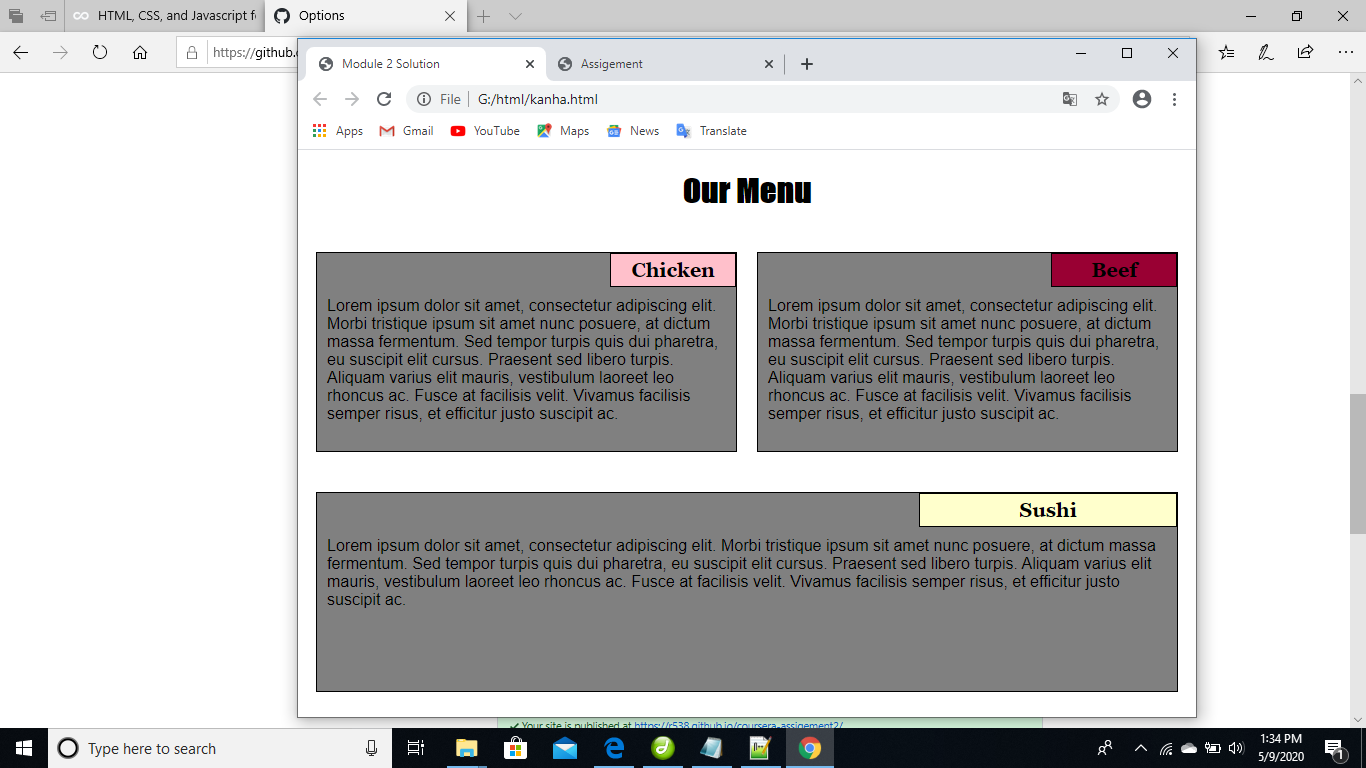 HTML, CSS, and Javascript f
Options
https://github.
Module 2 Solution
Assigement
File
G:/html/kanha.html
Apps
Gmail
YouTube
Maps
News
Translate
Our Menu
Chicken
Lorem ipsum dolor sit amet, consectetur adipiscing elit.
Morbi tristique ipsum sit amet nunc posuere, at dictum
massa fermentum. Sed tempor turpis quis dui pharetra,
eu suscipit elit cursus. Praesent sed libero turpis.
Aliquam varius elit mauris, vestibulum laoreet leo
rhoncus ac. Fusce at facilisis velit. Vivamus facilisis
semper risus, et efficitur justo suscipit ac.
Beef
Lorem ipsum dolor sit amet, consectetur adipiscing elit.
Morbi tristique ipsum sit amet nunc posuere, at dictum
massa fermentum. Sed tempor turpis quis dui pharetra,
eu suscipit elit cursus. Praesent sed libero turpis.
Aliquam varius elit mauris, vestibulum laoreet leo
rhoncus ac. Fusce at facilisis velit. Vivamus facilisis
semper risus, et efficitur justo suscipit ac.
Sushi
Lorem ipsum dolor sit amet, consectetur adipiscing elit. Morbi tristique ipsum sit amet nunc posuere, at dictum massa
fermentum. Sed tempor turpis quis dui pharetra, eu suscipit elit cursus. Praesent sed libero turpis. Aliquam varius elit
mauris, vestibulum laoreet leo rhoncus ac. Fusce at facilisis velit. Vivamus facilisis semper risus, et efficitur justo
suscipit ac.
Your site is published at https://r538.github.io/coursera-assigement2/
Type here to search
1:34 PM
5/9/2020
1